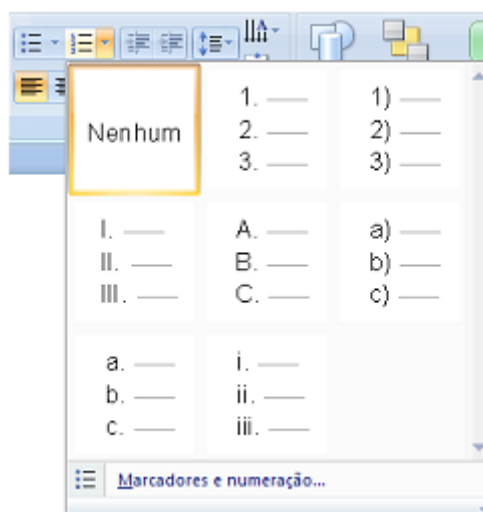 Nenhum
1.
2.
3.
1)
2)
3)
I.
II.
III.
A.
B.
C.
a)
b)
c)
a.
b.
c.
i.
ii.
iii.
Marcadores e numeração...